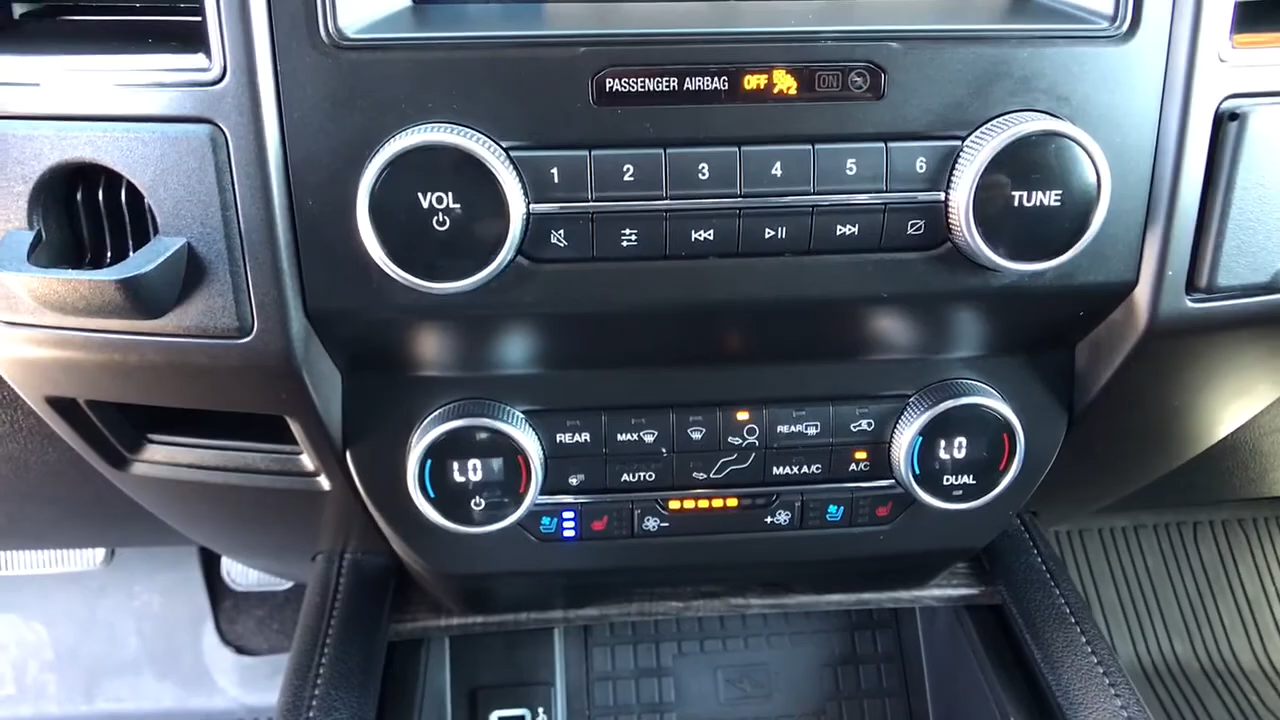 PASSENGER AIRBAG OFF 2 ON
VOL
1 2 3 4 5 6
TUNE
REAR MAX REAR
LO
AUTO MAX A/C A/C
LO
DUAL